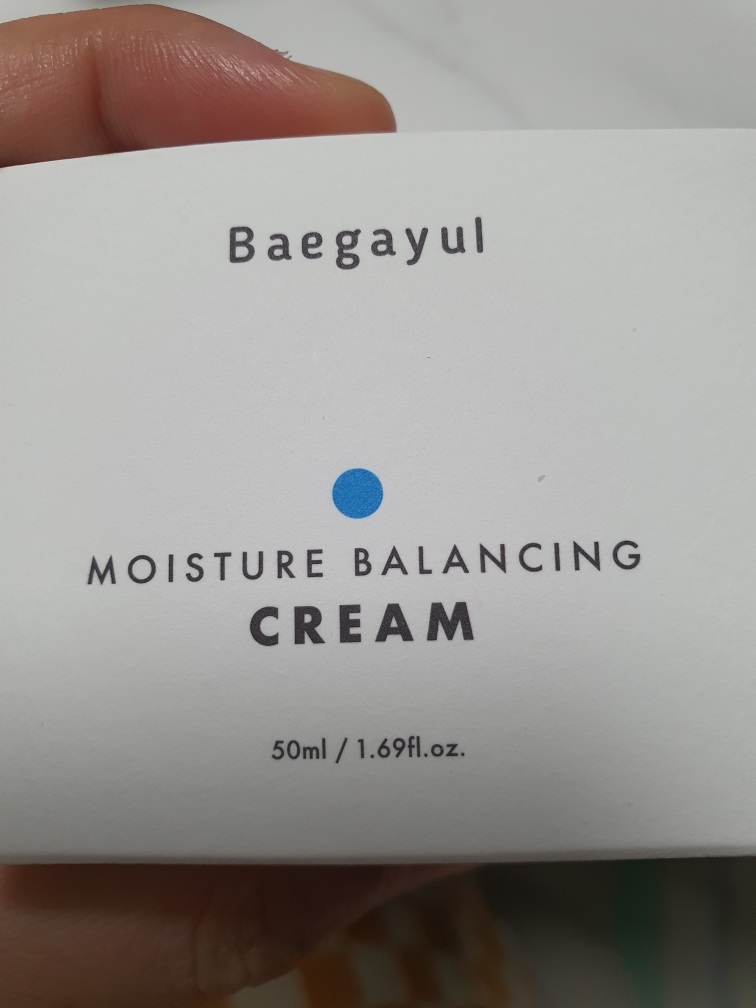 Baegayul
MOISTURE BALANCING
CREAM
50ml / 1.69fl.oz.